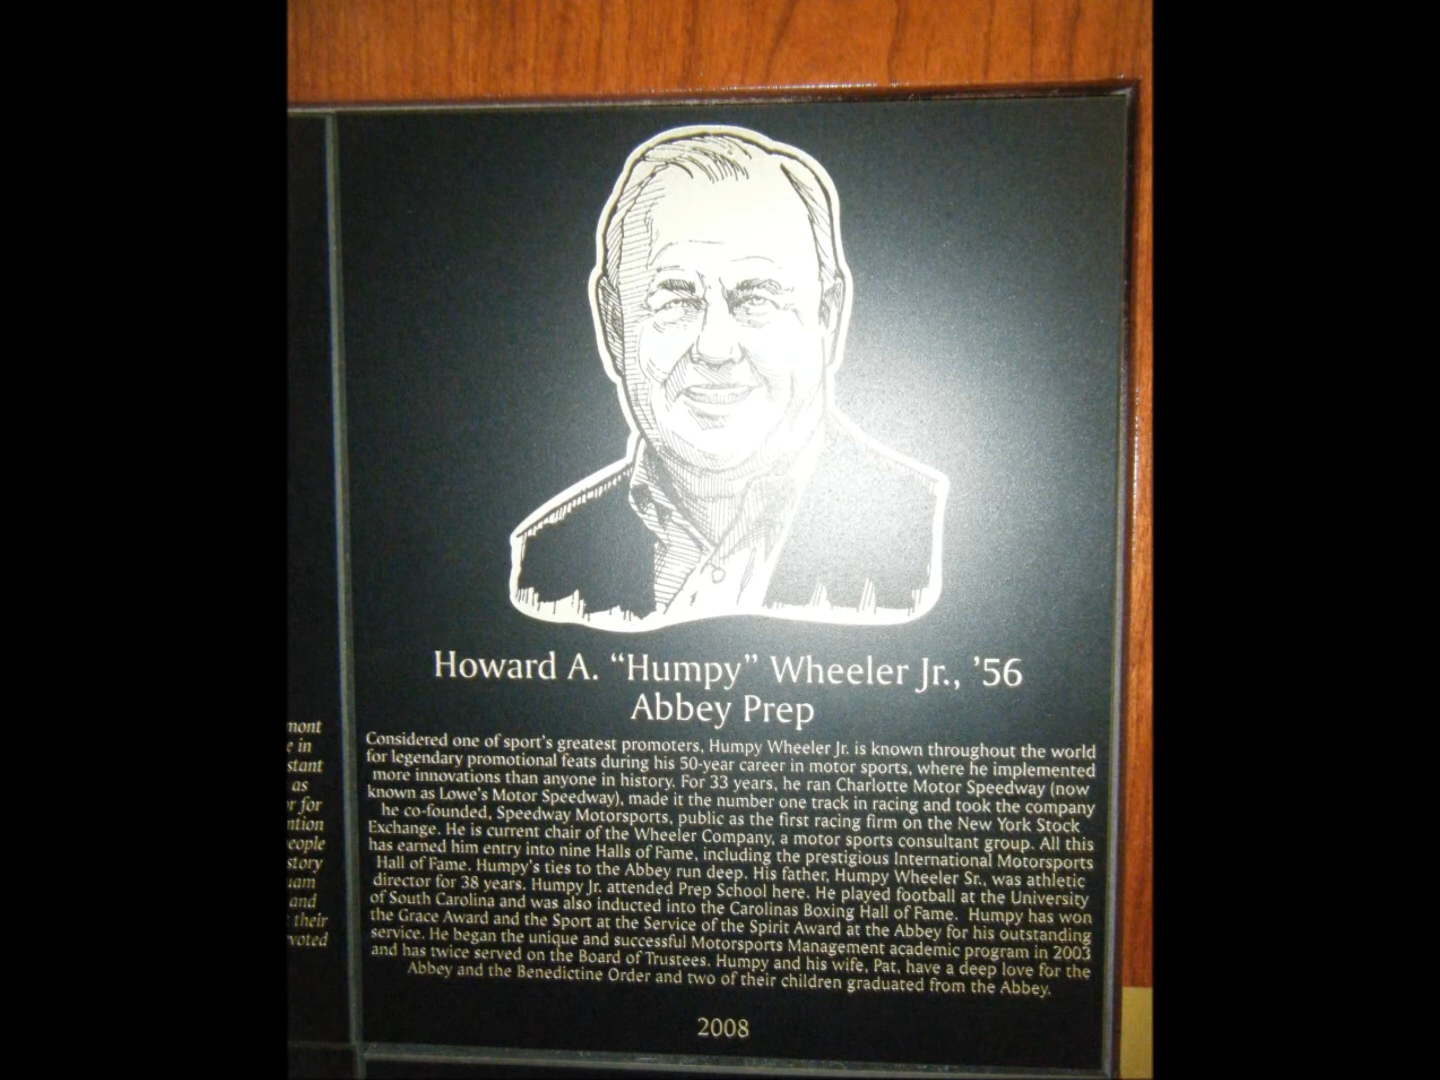 Howard A. “Humpy” Wheeler Jr., ’56
Abbey Prep
Considered one of sport's greatest promoters, Humpy Wheeler Jr. is known throughout the world
for legendary promotional feats during his 50-year career in motor sports, where he implemented
more innovations than anyone in history. For 33 years, he ran Charlotte Motor Speedway (now
known as Lowe's Motor Speedway), made it the number one track in racing and took the company
he co-founded, Speedway Motorsports, public as the first racing firm on the New York Stock
Exchange. He is current chair of the Wheeler Company, a motor sports consultant group. All this
has earned him entry into nine Halls of Fame, including the prestigious International Motorsports
Hall of Fame. Humpy's ties to the Abbey run deep. His father, Humpy Wheeler Sr., was athletic
director for 38 years. Humpy Jr. attended Prep School here. He played football at the University
of South Carolina and was also inducted into the Carolinas Boxing Hall of Fame. Humpy has won
the Grace Award and the Sport at the Service of the Spirit Award at the Abbey for his outstanding
service. He began the unique and successful Motorsports Management academic program in 2003
and has twice served on the Board of Trustees. Humpy and his wife, Pat, have a deep love for the
Abbey and the Benedictine Order and two of their children graduated from the Abbey.
2008
mont
e in
stant
as
r for
ntion
eople
story
am
and
their
voted